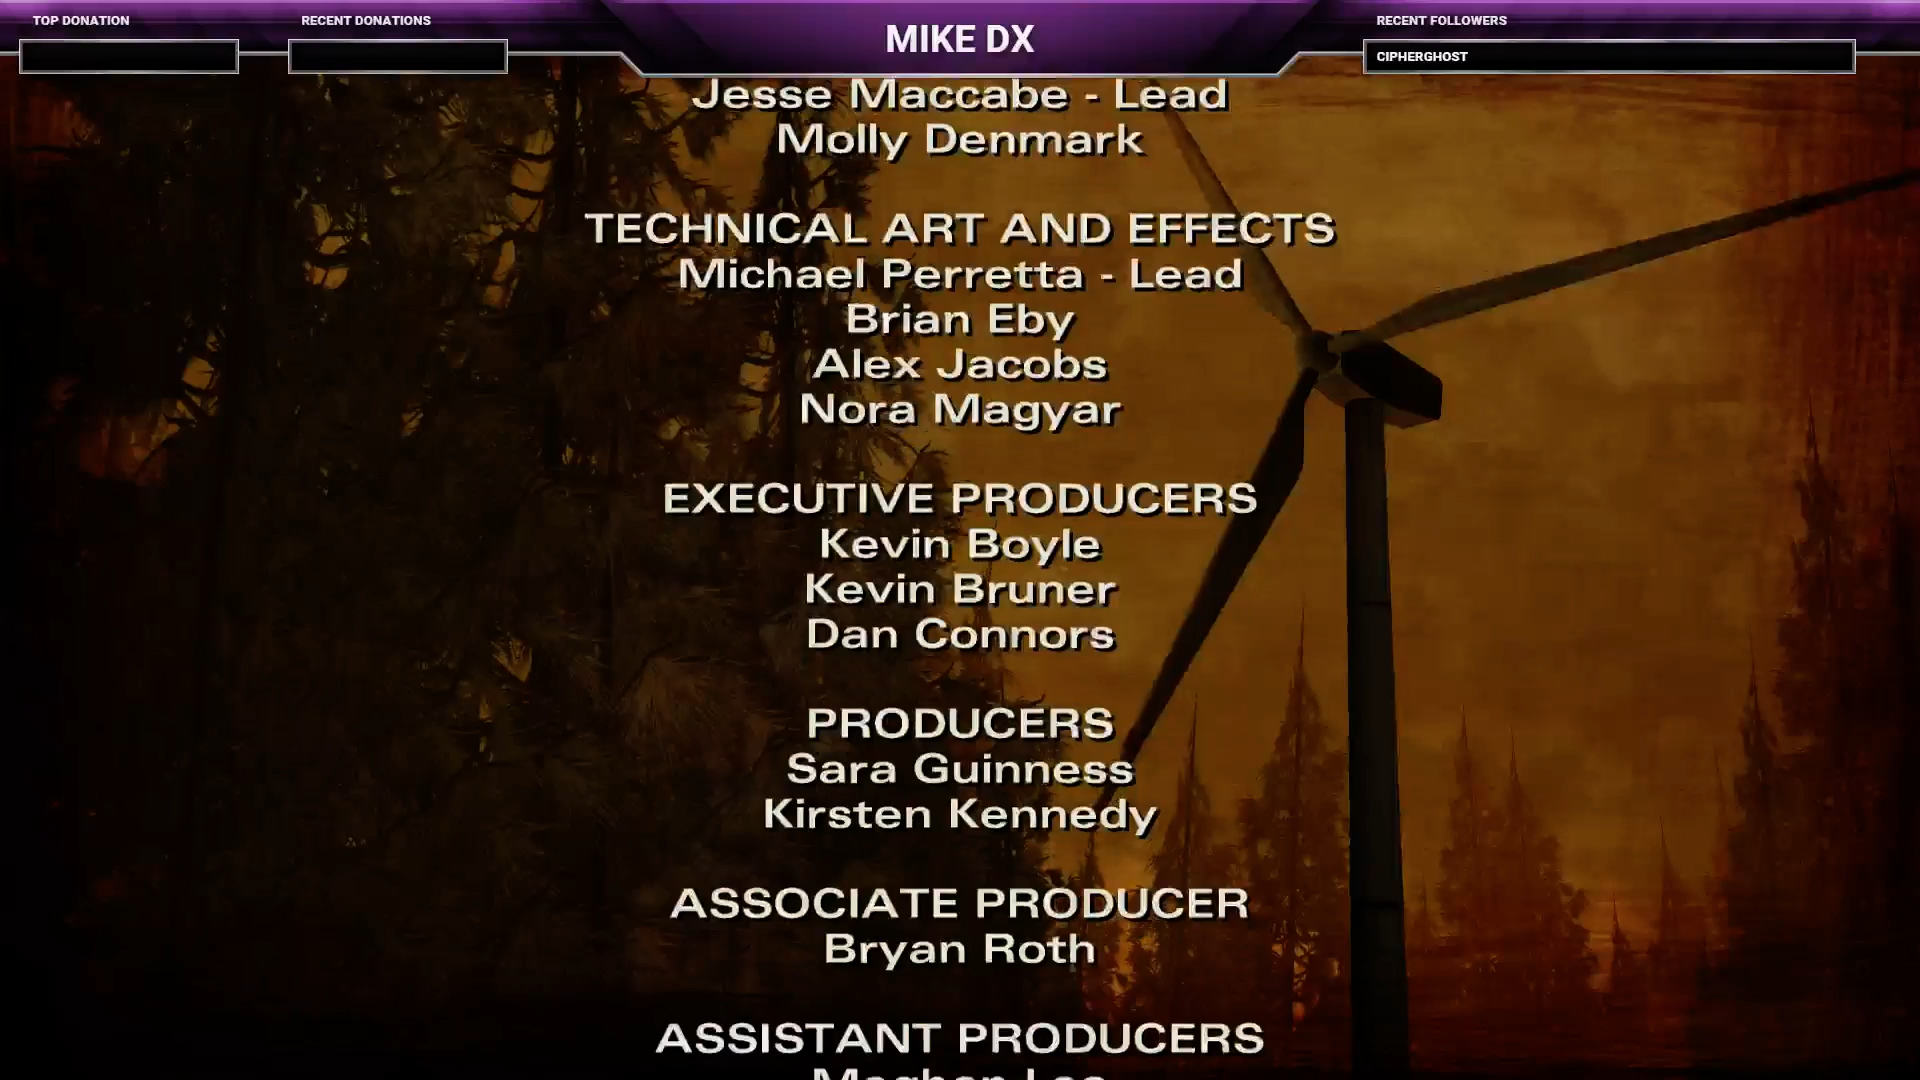 TOP DONATION
RECENT DONATIONS
MIKE DX
RECENT FOLLOWERS
CIPHERGHOST
Jesse Maccabe - Lead
Molly Denmark
TECHNICAL ART AND EFFECTS
Michael Perretta - Lead
Brian Eby
Alex Jacobs
Nora Magyar
EXECUTIVE PRODUCERS
Kevin Boyle
Kevin Bruner
Dan Connors
PRODUCERS
Sara Guinness
Kirsten Kennedy
ASSOCIATE PRODUCER
Bryan Roth
ASSISTANT PRODUCERS